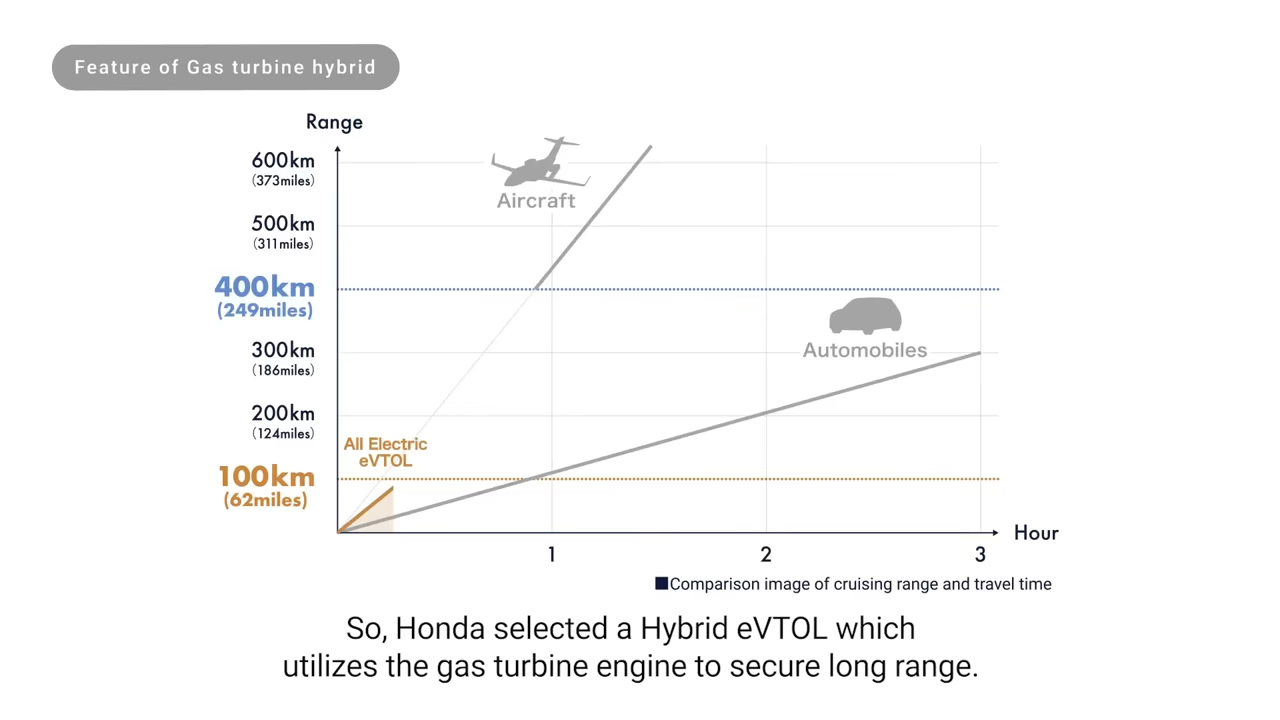 Feature of Gas turbine hybrid
Range
600km
(373miles)
Aircraft
500km
(311miles)
400km
(249miles)
300km
(186miles)
Automobiles
200km
(124miles)
All Electric
eVTOL
100km
(62miles)
Hour
1
2
3
■Comparison image of cruising range and travel time
So, Honda selected a Hybrid eVTOL which
utilizes the gas turbine engine to secure long range.